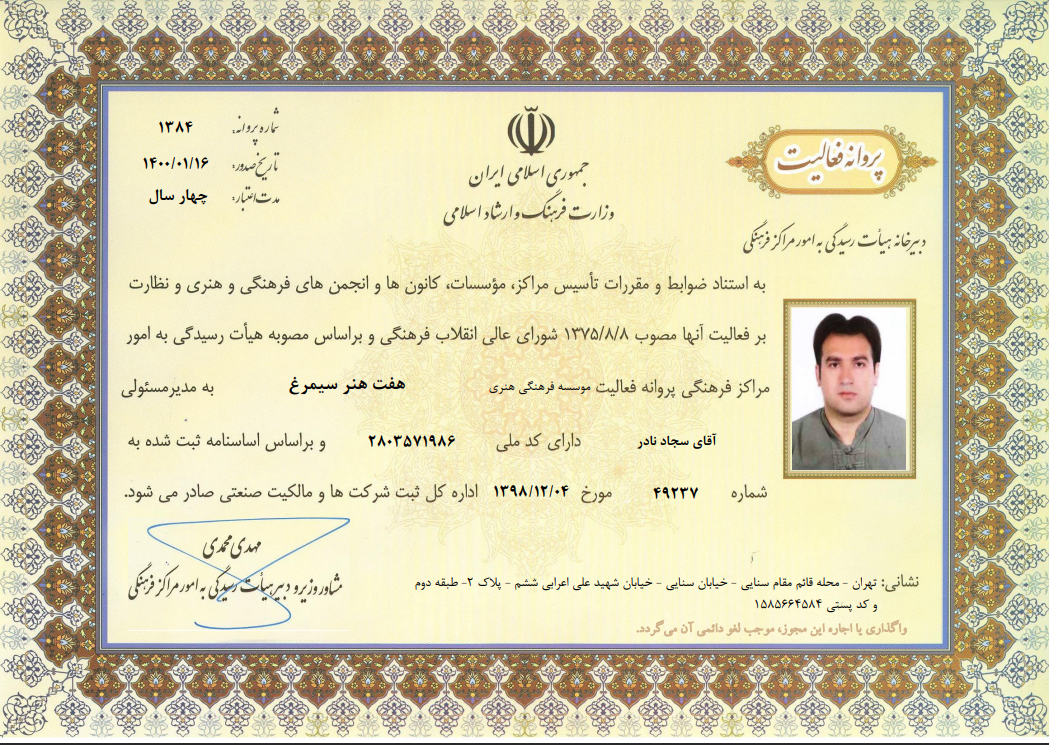 پروانه فعالیت
جمهوری اسلامی ایران
وزارت فرهنگ و ارشاد اسلامی
شماره پروانه: ۱۳۸۴
تاریخ صدور: ۱۴۰۰/۰۱/۱۶
مدت اعتبار: چهار سال
دبیرخانه هیأت رسیدگی به امور مراکز فرهنگی
به استناد ضوابط و مقررات تأسیس مراکز، مؤسسات، کانون ها و انجمن های فرهنگی و هنری و نظارت
بر فعالیت آنها مصوب ۱۳۷۵/۸/۸ شورای عالی انقلاب فرهنگی و براساس مصوبه هیأت رسیدگی به امور
مراکز فرهنگی پروانه فعالیت موسسه فرهنگی هنری هفت هنر سیمرغ به مدیرمسئولی
آقای سجاد نادر دارای کد ملی ۲۸۰۳۵۷۱۹۸۶ و براساس اساسنامه ثبت شده به
شماره ۴۹۲۳۷ مورخ ۱۳۹۸/۱۲/۰۴ اداره کل ثبت شرکت ها و مالکیت صنعتی صادر می شود.
مهدی محمدی
مشاور وزیر و دبیر هیأت رسیدگی به امور مراکز فرهنگی
نشانی: تهران - محله قائم مقام سنایی - خیابان سنایی - خیابان شهید علی اعرابی ششم - پلاک ۲- طبقه دوم
و کد پستی ۱۵۸۵۶۶۴۵۸۴
واگذاری یا اجاره این مجوز، موجب لغو دائمی آن می گردد.